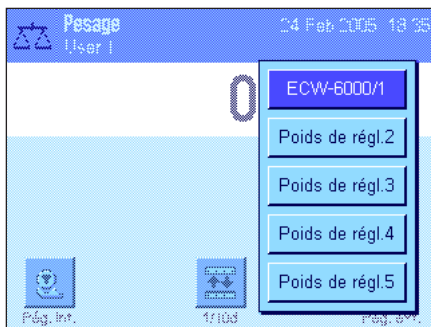 Pesage
24 Feb 2005 18:35
User 1
0
ECW-6000/1
Poids de régl.2
Poids de régl.3
Poids de régl.4
Poids de régl.5
Rég. int.
1/10d
Rég. ext.